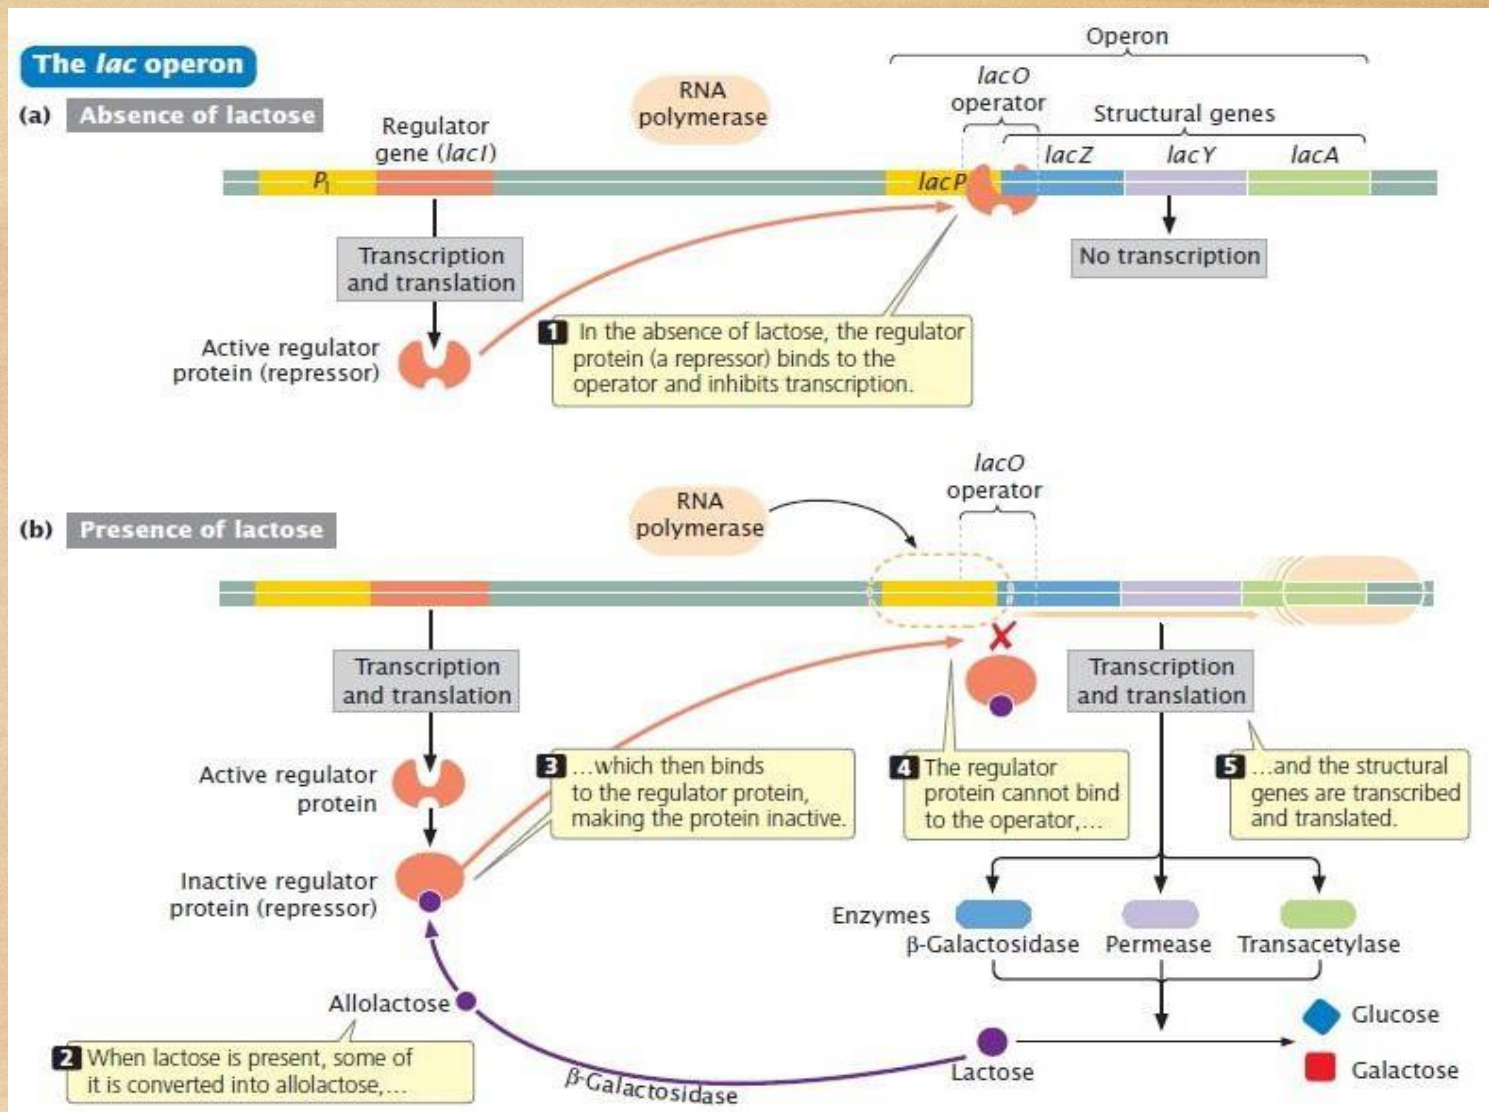 The lac operon
(a) Absence of lactose
Operon
lacO
operator
RNA
polymerase
Structural genes
Regulator
gene (lacI)
lacZ
lacY
lacA
PI
lacP
Transcription
and translation
No transcription
Active regulator
protein (repressor)
1 In the absence of lactose, the regulator
protein (a repressor) binds to the
operator and inhibits transcription.
(b) Presence of lactose
RNA
polymerase
lacO
operator
Transcription
and translation
Transcription
and translation
Active regulator
protein
3 ...which then binds
to the regulator protein,
making the protein inactive.
4 The regulator
protein cannot bind
to the operator,...
5 ...and the structural
genes are transcribed
and translated.
Inactive regulator
protein (repressor)
Enzymes
β-Galactosidase
Permease
Transacetylase
Allolactose
2 When lactose is present, some of
it is converted into allolactose,...
β-Galactosidase
Lactose
Glucose
Galactose